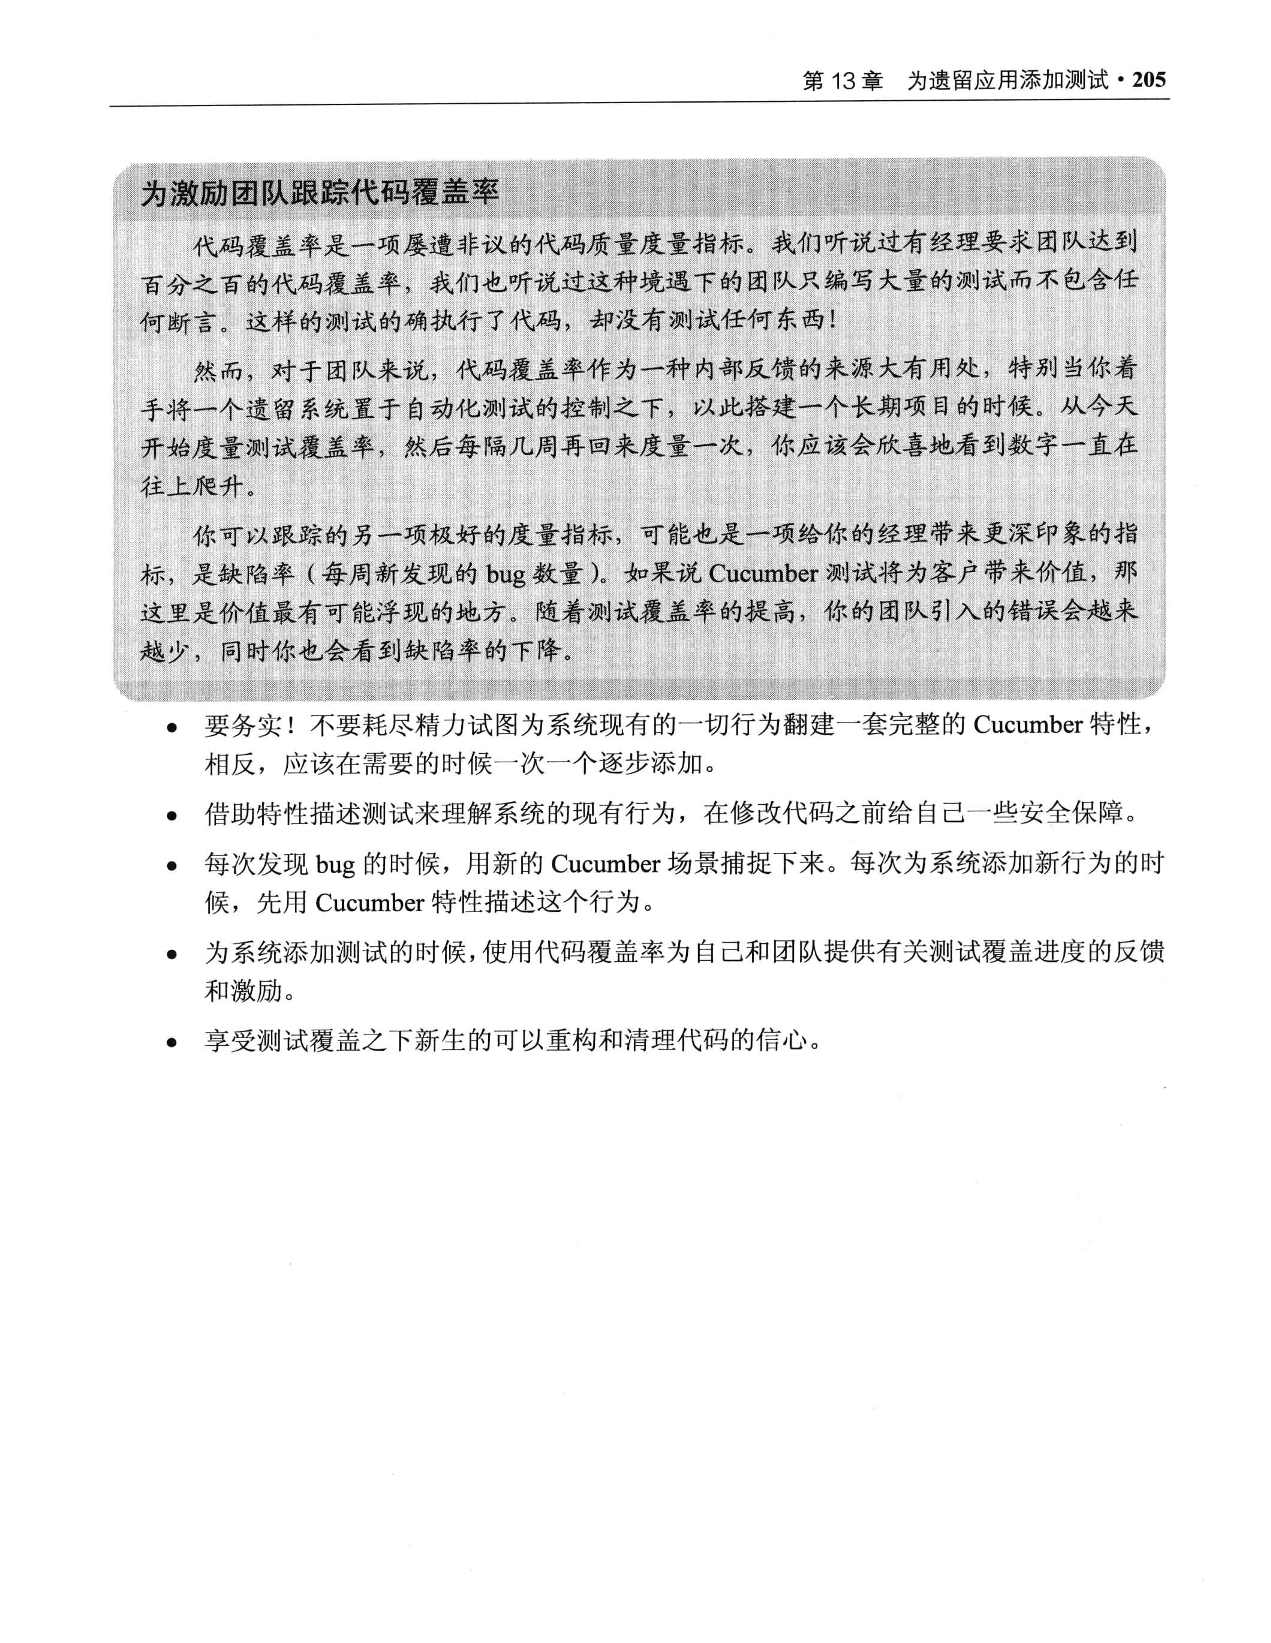 第 13 章　为遗留应用添加测试 · 205
为激励团队跟踪代码覆盖率
代码覆盖率是一项屡遭非议的代码质量度量指标。我们听说过有经理要求团队达到
百分之百的代码覆盖率，我们也听说过这种境遇下的团队只编写大量的测试而不包含任
何断言。这样的测试的确执行了代码，却没有测试任何东西！
然而，对于团队来说，代码覆盖率作为一种内部反馈的来源大有用处，特别当你着
手将一个遗留系统置于自动化测试的控制之下，以此搭建一个长期项目的时候。从今天
开始度量测试覆盖率，然后每隔几周再回来度量一次，你应该会欣喜地看到数字一直在
往上爬升。
你可以跟踪的另一项极好的度量指标，可能也是一项给你的经理带来更深印象的指
标，是缺陷率（每周新发现的 bug 数量）。如果说 Cucumber 测试将为客户带来价值，那
这里是价值最有可能浮现的地方。随着测试覆盖率的提高，你的团队引入的错误会越来
越少，同时你也会看到缺陷率的下降。
● 要务实！不要耗尽精力试图为系统现有的一切行为翻建一套完整的 Cucumber 特性，
相反，应该在需要的时候一次一个逐步添加。
● 借助特性描述测试来理解系统的现有行为，在修改代码之前给自己一些安全保障。
● 每次发现 bug 的时候，用新的 Cucumber 场景捕捉下来。每次为系统添加新行为的时
候，先用 Cucumber 特性描述这个行为。
● 为系统添加测试的时候，使用代码覆盖率为自己和团队提供有关测试覆盖进度的反馈
和激励。
● 享受测试覆盖之下新生的可以重构和清理代码的信心。